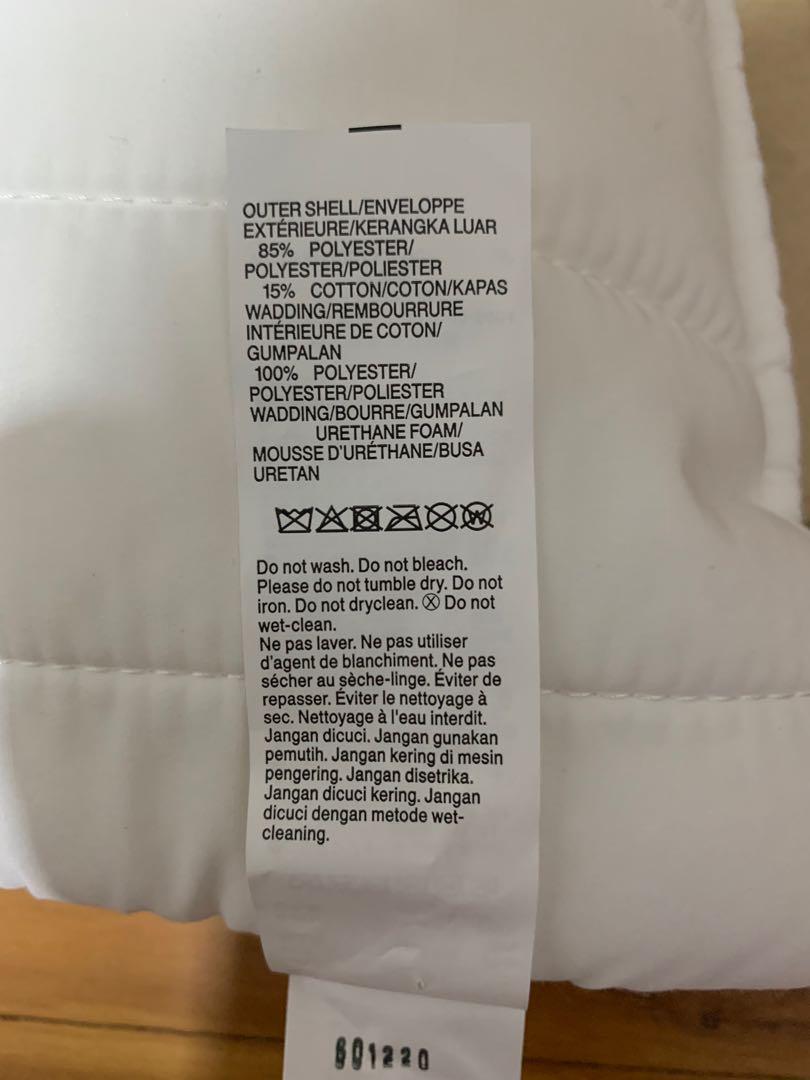 OUTER SHELL/ENVELOPPE
EXTÉRIEURE/KERANGKA LUAR
85% POLYESTER/
POLYESTER/POLIESTER
15% COTTON/COTON/KAPAS
WADDING/REMBOURRURE
INTÉRIEURE DE COTON/
GUMPALAN
100% POLYESTER/
POLYESTER/POLIESTER
WADDING/BOURRE/GUMPALAN
URETHANE FOAM/
MOUSSE D'URÉTHANE/BUSA
URETAN
Do not wash. Do not bleach.
Please do not tumble dry. Do not
iron. Do not dryclean. Ⓧ Do not
wet-clean.
Ne pas laver. Ne pas utiliser
d'agent de blanchiment. Ne pas
sécher au sèche-linge. Éviter de
repasser. Éviter le nettoyage à
sec. Nettoyage à l'eau interdit.
Jangan dicuci. Jangan gunakan
pemutih. Jangan kering di mesin
pengering. Jangan disetrika.
Jangan dicuci kering. Jangan
dicuci dengan metode wet-
cleaning.
601220